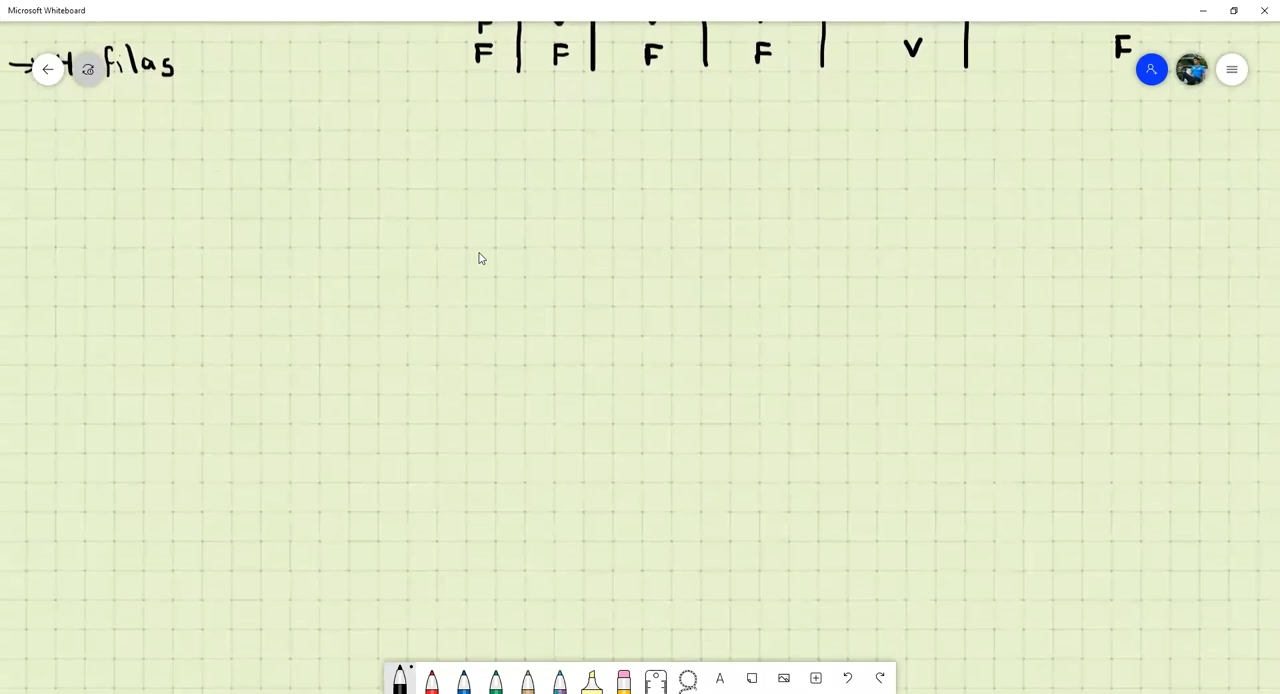 Microsoft Whiteboard
F | F | F | F | V | F
→ filas
A